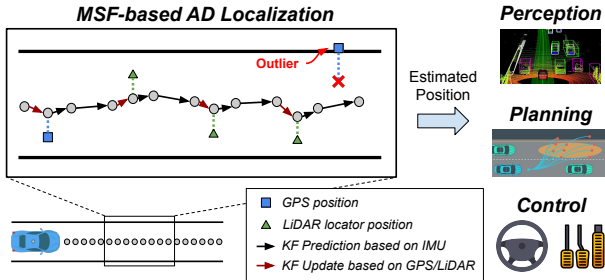 MSF-based AD Localization
Outlier
Estimated
Position
Perception
Planning
Control
GPS position
LiDAR locator position
KF Prediction based on IMU
KF Update based on GPS/LiDAR